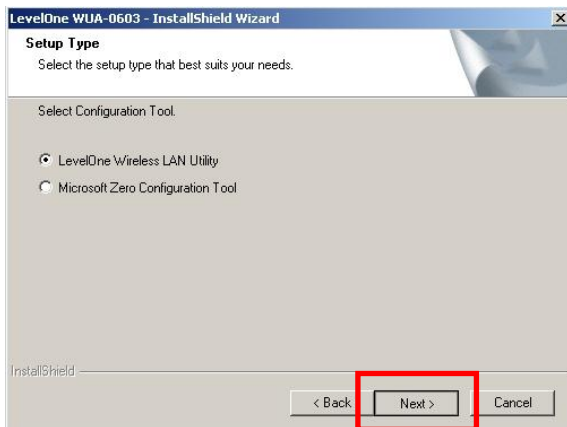 LevelOne WUA-0603 - InstallShield Wizard
Setup Type
Select the setup type that best suits your needs.
Select Configuration Tool.
LevelOne Wireless LAN Utility
Microsoft Zero Configuration Tool
InstallShield
< Back
Next >
Cancel